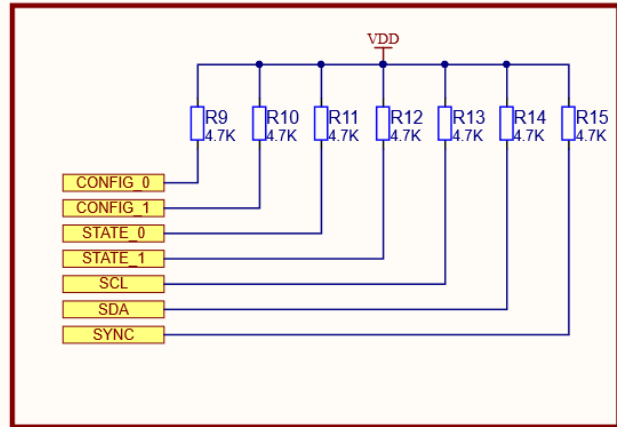 VDD
R9 R10 R11 R12 R13 R14 R15
4.7K 4.7K 4.7K 4.7K 4.7K 4.7K 4.7K
CONFIG_0
CONFIG_1
STATE_0
STATE_1
SCL
SDA
SYNC